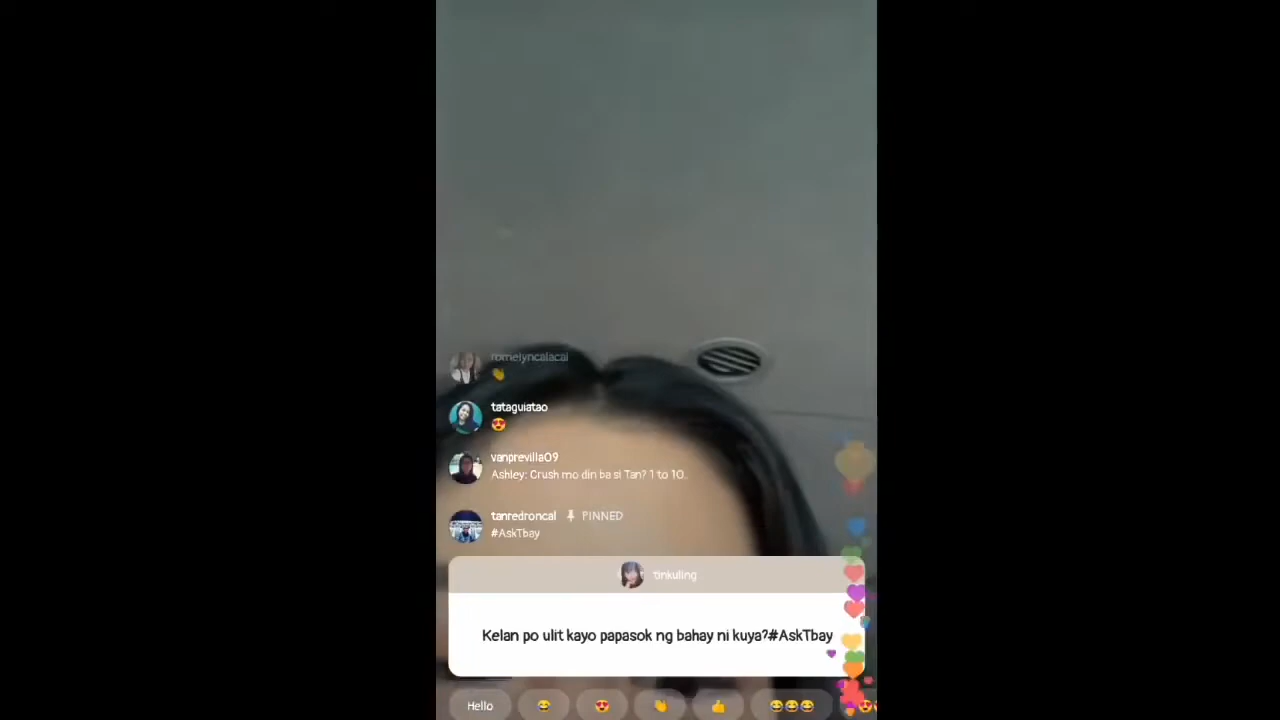 romelyncalacal
👏
tataguiatao
😍
vanprevilla09
Ashley: Crush mo din ba si Tan? 1 to 10.
tanredroncal 📌 PINNED
#AskTbay
tinkuling
Kelan po ulit kayo papasok ng bahay ni kuya?#AskTbay
Hello 😂 😍 👏 👍 😂😂😂 😍